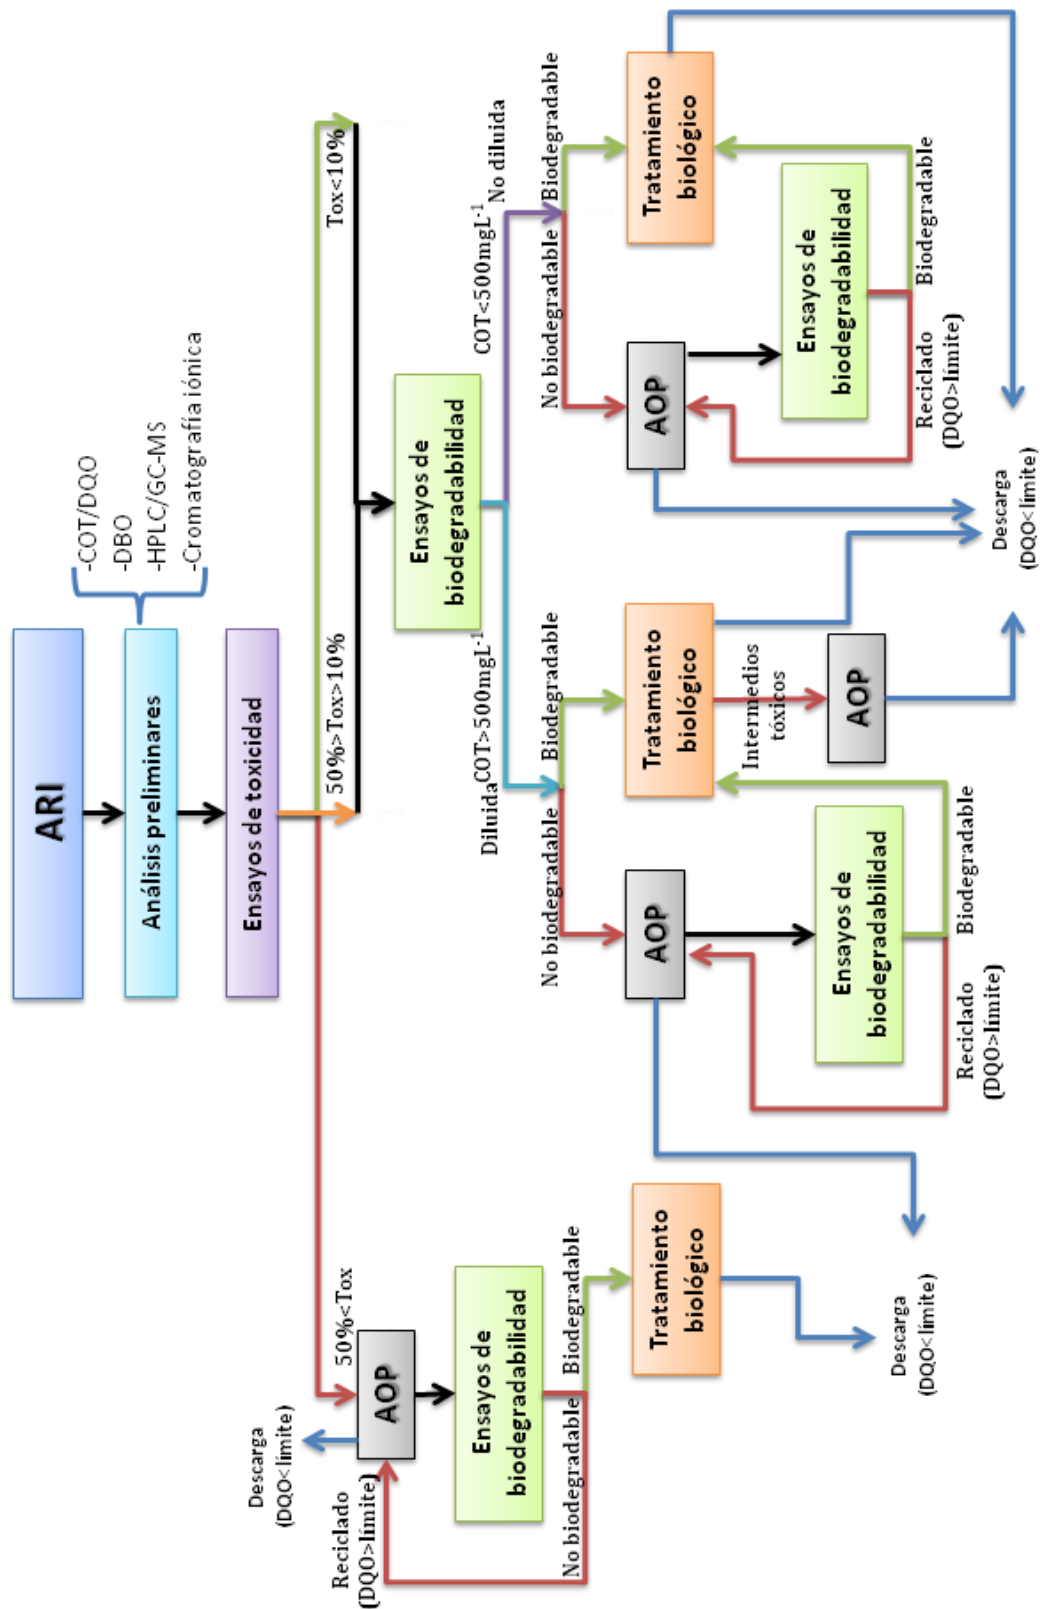 ARI
Análisis preliminares
-COT/DQO
-DBO
-HPLC/GC-MS
-Cromatografía iónica
Ensayos de toxicidad
50%<Tox
50%>Tox>10%
Tox<10%
Descarga
(DQO<límite)
Reciclado
(DQO>límite)
AOP
Ensayos de
biodegradabilidad
No biodegradable
Biodegradable
Tratamiento
biológico
Descarga
(DQO<límite)
Ensayos de
biodegradabilidad
Diluida
COT>500mgL-1
COT<500mgL-1
No diluida
No biodegradable
Biodegradable
AOP
Tratamiento
biológico
Ensayos de
biodegradabilidad
Intermedios
tóxicos
AOP
Reciclado
(DQO>límite)
Biodegradable
No biodegradable
Biodegradable
AOP
Tratamiento
biológico
Ensayos de
biodegradabilidad
Reciclado
(DQO>límite)
Biodegradable
Descarga
(DQO<límite)